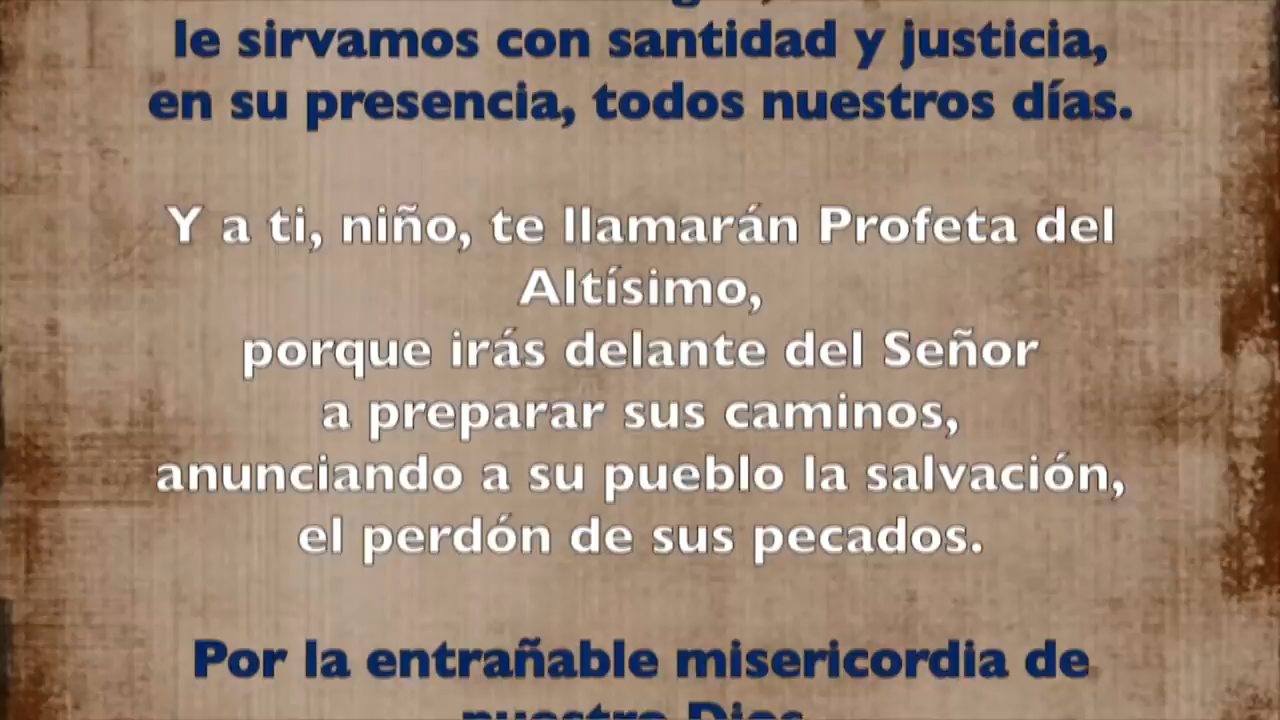 le sirvamos con santidad y justicia,
en su presencia, todos nuestros días.
Y a ti, niño, te llamarán Profeta del
Altísimo,
porque irás delante del Señor
a preparar sus caminos,
anunciando a su pueblo la salvación,
el perdón de sus pecados.
Por la entrañable misericordia de
nuestro Dios